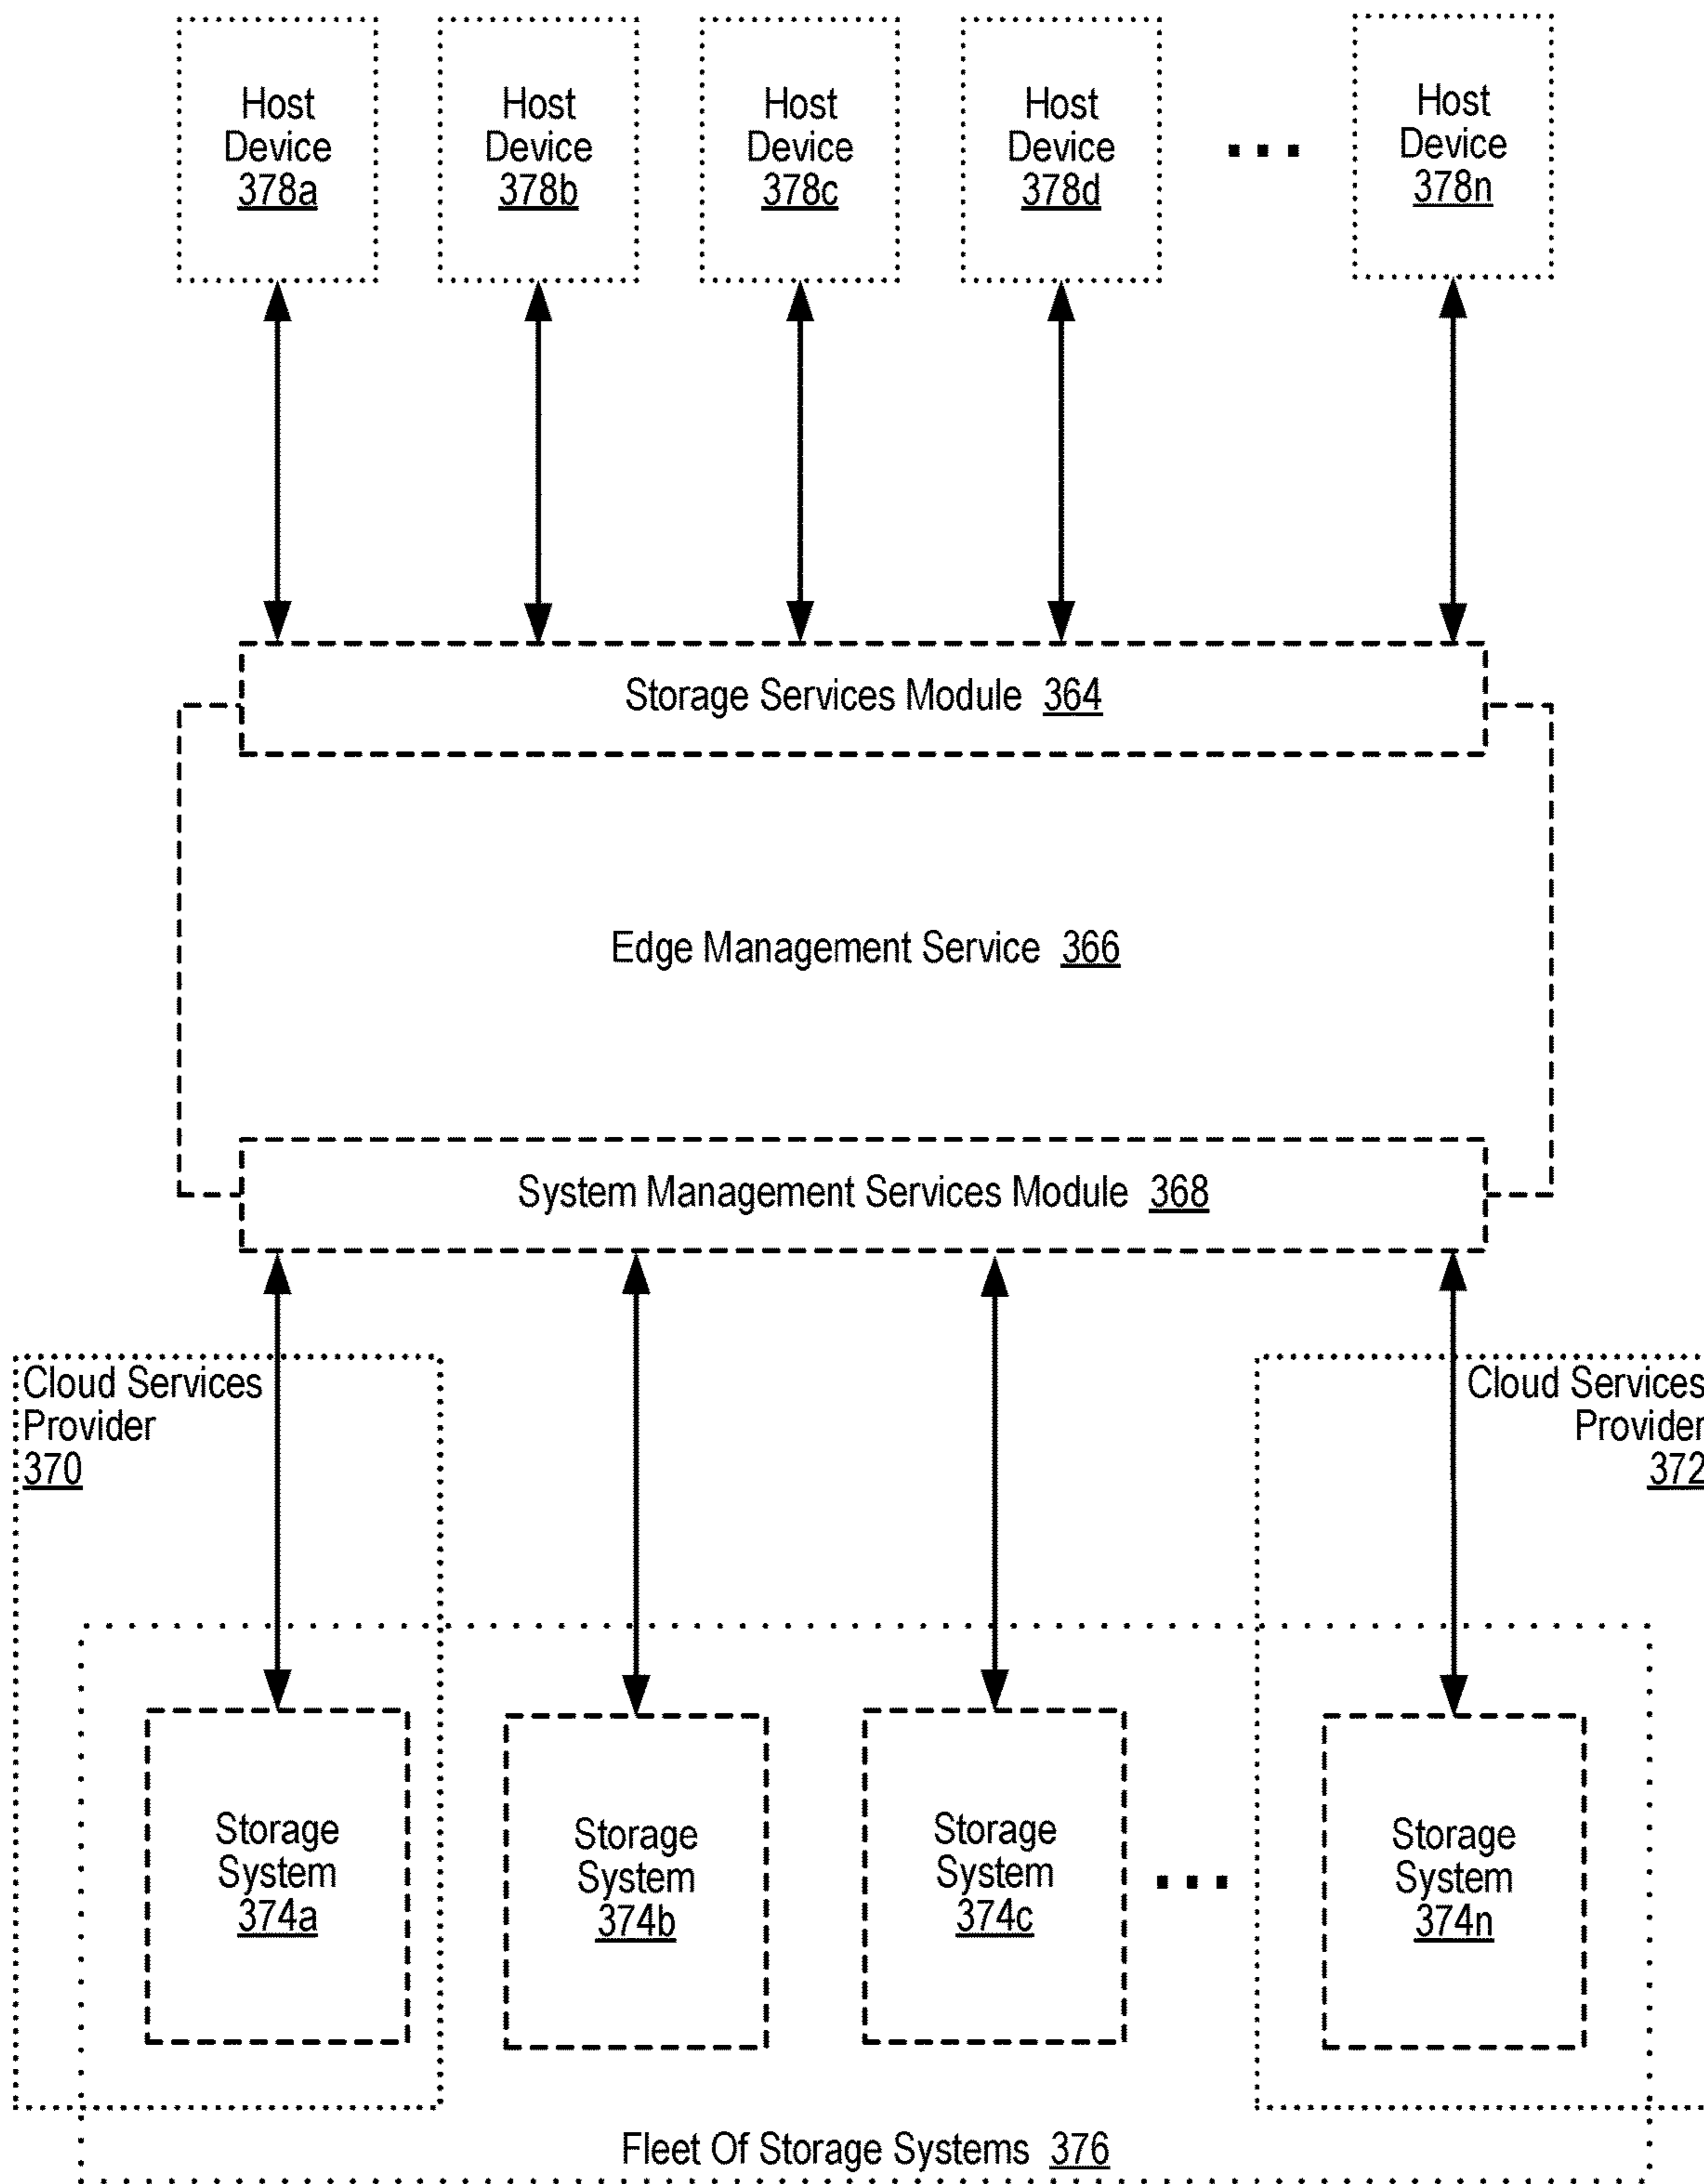 Host
Device
378a
Host
Device
378b
Host
Device
378c
Host
Device
378d
...
Host
Device
378n
Storage Services Module 364
Edge Management Service 366
System Management Services Module 368
Cloud Services
Provider
370
Cloud Services
Provider
372
Storage
System
374a
Storage
System
374b
Storage
System
374c
...
Storage
System
374n
Fleet Of Storage Systems 376